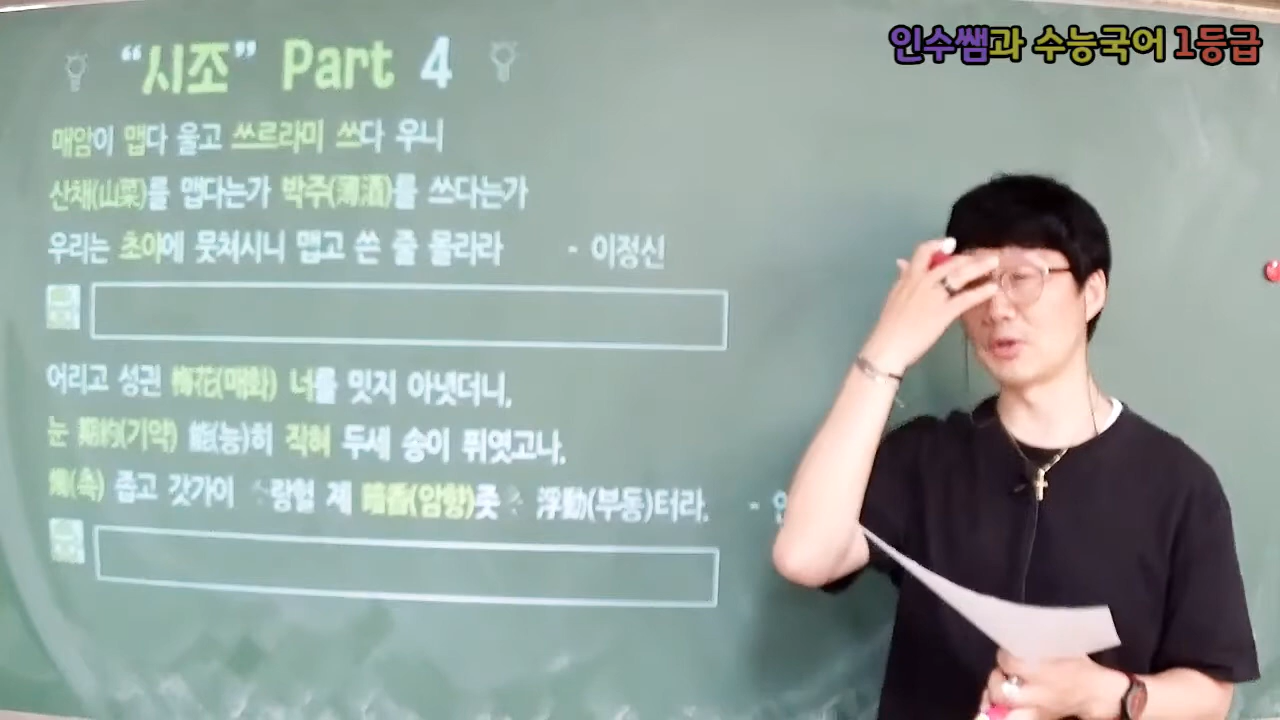 인수쌤과 수능국어 1등급
“시조” Part 4
매암이 맵다 울고 쓰르라미 쓰다 우니
산채(山菜)를 맵다는가 박주(薄酒)를 쓰다는가
우리는 초야에 뭇쳐시니 맵고 쓴 줄 몰라라 - 이정신
어리고 성귄 梅花(매화) 너를 밋지 아녓더니,
눈 期約(기약) 能(능)히 직혀 두세 송이 퓌엿고나.
燭(촉) 줍고 갓가이 랑헐 제 暗香(암향)좃 浮動(부동)터라. -